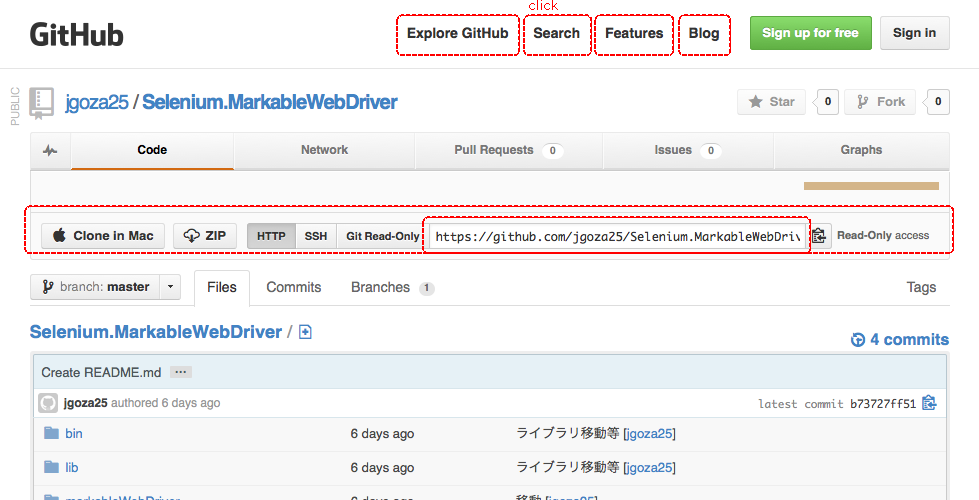 click
GitHub Explore GitHub Search Features Blog Sign up for free Sign in
PUBLIC
jgoza25 / Selenium.MarkableWebDriver Star 0 Fork 0
Code Network Pull Requests 0 Issues 0 Graphs
Clone in Mac ZIP HTTP SSH Git Read-Only https://github.com/jgoza25/Selenium.MarkableWebDri Read-Only access
branch: master Files Commits Branches 1 Tags
Selenium.MarkableWebDriver / 4 commits
Create README.md ...
jgoza25 authored 6 days ago latest commit b73727ff51
bin 6 days ago ライブラリ移動等 [jgoza25]
lib 6 days ago ライブラリ移動等 [jgoza25]
markableWebDriver 6 days ago 移動 [jgoza25]